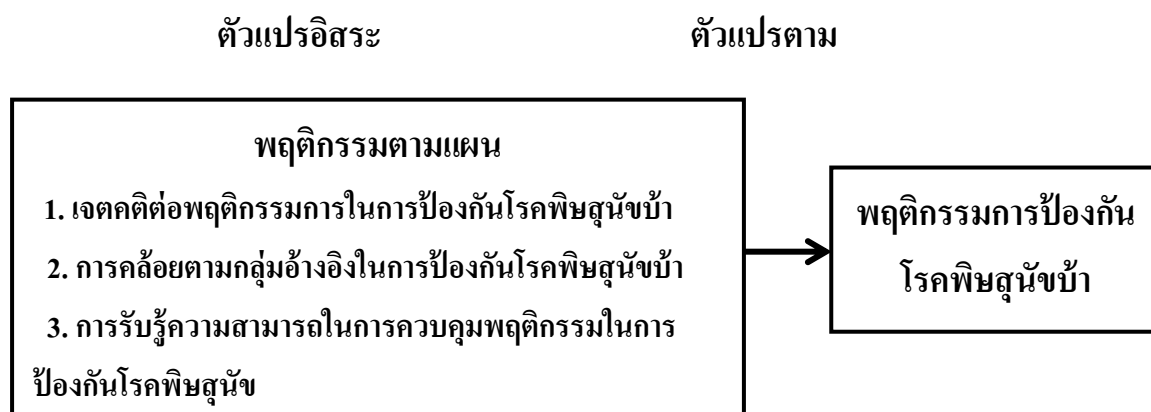 ตัวแปรอิสระ ตัวแปรตาม
พฤติกรรมตามแผน
1. เจตคติต่อพฤติกรรมการในการป้องกันโรคพิษสุนัขบ้า
2. การคล้อยตามกลุ่มอ้างอิงในการป้องกันโรคพิษสุนัขบ้า
3. การรับรู้ความสามารถในการควบคุมพฤติกรรมในการ
ป้องกันโรคพิษสุนัข
พฤติกรรมการป้องกัน
โรคพิษสุนัขบ้า